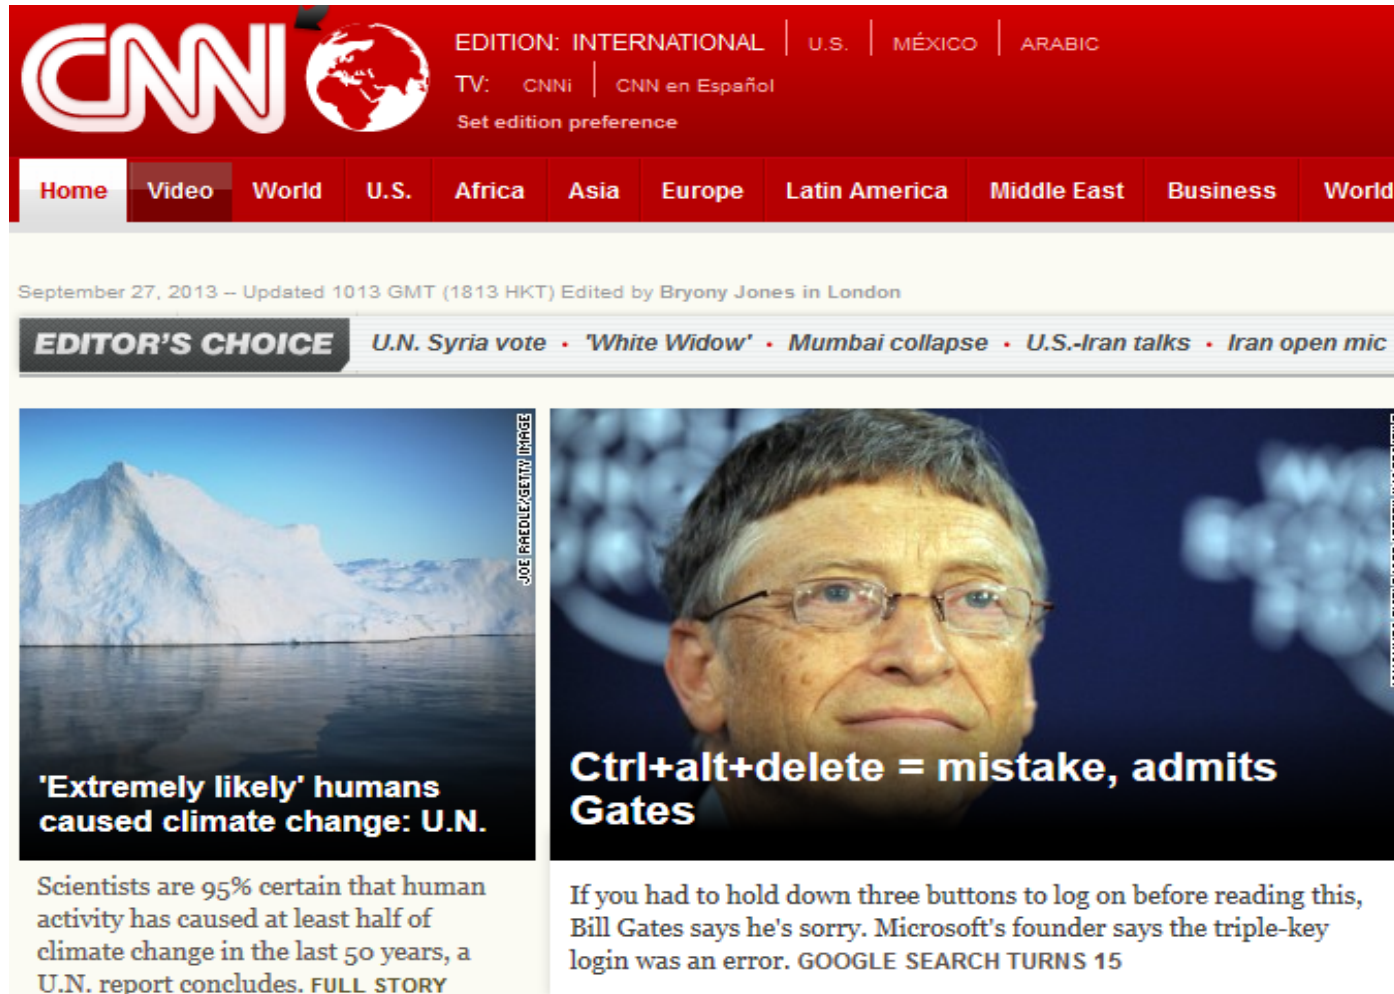 CNN
EDITION: INTERNATIONAL U.S. MÉXICO ARABIC
TV: CNNi CNN en Español
Set edition preference
Home Video World U.S. Africa Asia Europe Latin America Middle East Business World
September 27, 2013 -- Updated 1013 GMT (1813 HKT) Edited by Bryony Jones in London
EDITOR'S CHOICE U.N. Syria vote • 'White Widow' • Mumbai collapse • U.S.-Iran talks • Iran open mic
JOE RAEDLE/GETTY IMAGE
'Extremely likely' humans
caused climate change: U.N.
Scientists are 95% certain that human
activity has caused at least half of
climate change in the last 50 years, a
U.N. report concludes. FULL STORY
Ctrl+alt+delete = mistake, admits
Gates
If you had to hold down three buttons to log on before reading this,
Bill Gates says he's sorry. Microsoft's founder says the triple-key
login was an error. GOOGLE SEARCH TURNS 15